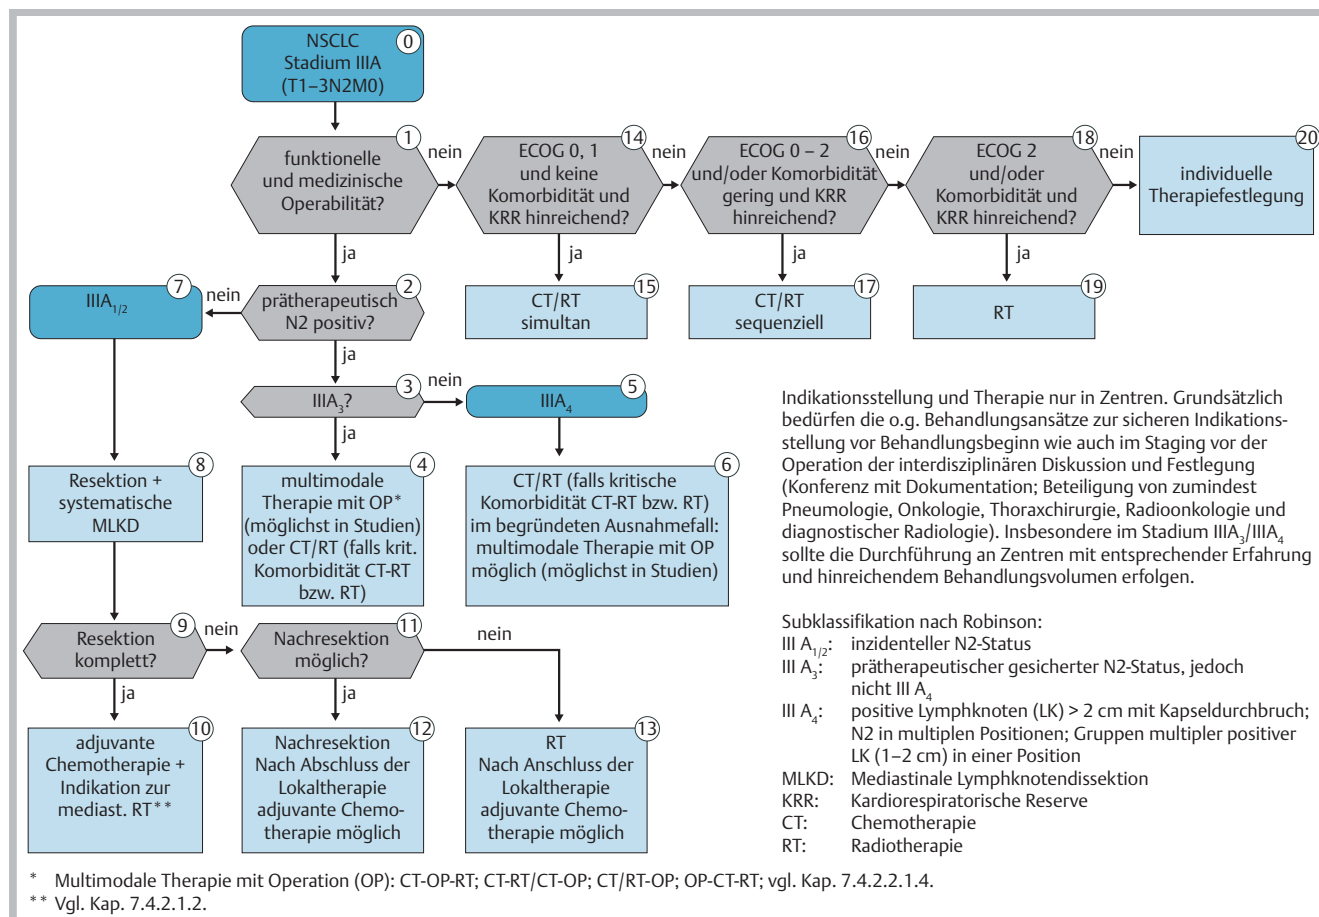 0
NSCLC
Stadium IIIA
(T1–3N2M0)
1
funktionelle
und medizinische
Operabilität?
nein
14
ECOG 0, 1
und keine
Komorbidität und
KRR hinreichend?
nein
16
ECOG 0 – 2
und/oder Komorbidität
gering und KRR
hinreichend?
nein
18
ECOG 2
und/oder
Komorbidität und
KRR hinreichend?
nein
20
individuelle
Therapiefestlegung
ja
ja
ja
ja
7
IIIA1/2
nein
2
prätherapeutisch
N2 positiv?
15
CT/RT
simultan
17
CT/RT
sequenziell
19
RT
ja
3
IIIA3?
nein
5
IIIA4
ja
8
Resektion +
systematische
MLKD
4
multimodale
Therapie mit OP*
(möglichst in Studien)
oder CT/RT (falls krit.
Komorbidität CT-RT
bzw. RT)
6
CT/RT (falls kritische
Komorbidität CT-RT bzw. RT)
im begründeten Ausnahmefall:
multimodale Therapie mit OP
möglich (möglichst in Studien)
9
Resektion
komplett?
nein
11
Nachresektion
möglich?
nein
ja
ja
10
adjuvante
Chemotherapie +
Indikation zur
mediast. RT**
12
Nachresektion
Nach Abschluss der
Lokaltherapie
adjuvante Chemo-
therapie möglich
13
RT
Nach Anschluss der
Lokaltherapie
adjuvante Chemo-
therapie möglich
Indikationsstellung und Therapie nur in Zentren. Grundsätzlich
bedürfen die o.g. Behandlungsansätze zur sicheren Indikations-
stellung vor Behandlungsbeginn wie auch im Staging vor der
Operation der interdisziplinären Diskussion und Festlegung
(Konferenz mit Dokumentation; Beteiligung von zumindest
Pneumologie, Onkologie, Thoraxchirurgie, Radioonkologie und
diagnostischer Radiologie). Insbesondere im Stadium IIIA3/IIIA4
sollte die Durchführung an Zentren mit entsprechender Erfahrung
und hinreichendem Behandlungsvolumen erfolgen.
Subklassifikation nach Robinson:
III A1/2: inzidenteller N2-Status
III A3: prätherapeutischer gesicherter N2-Status, jedoch
nicht III A4
III A4: positive Lymphknoten (LK) > 2 cm mit Kapseldurchbruch;
N2 in multiplen Positionen; Gruppen multipler positiver
LK (1–2 cm) in einer Position
MLKD: Mediastinale Lymphknotendissektion
KRR: Kardiorespiratorische Reserve
CT: Chemotherapie
RT: Radiotherapie
* Multimodale Therapie mit Operation (OP): CT-OP-RT; CT-RT/CT-OP; CT/RT-OP; OP-CT-RT; vgl. Kap. 7.4.2.2.1.4.
** Vgl. Kap. 7.4.2.1.2.